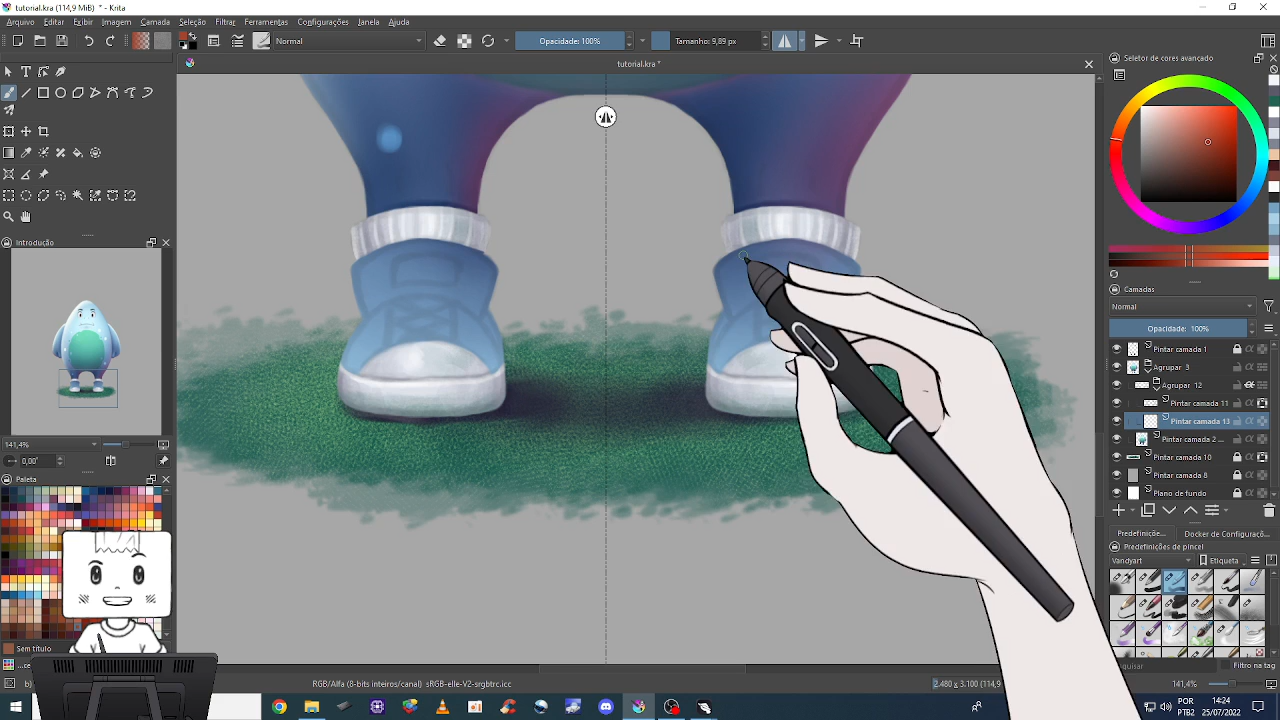 tutorial.kra (114,9 MiB) * - Krita
Arquivo Editar Exibir Imagem Camada Seleção Filtrar Ferramentas Configurações Janela Ajuda
Normal Opacidade: 100% Tamanho: 9,89 px
tutorial.kra *
Seletor de cores avançado
Introdução
Camadas
Normal
Opacidade: 100%
Pintar camada 1
Agrupar 3
Agrupar 12
Pintar camada 11
Pintar camada 13
Pintar camada 2 ...
Pintar camada 10
Pintar camada 8
Plano de fundo
141,4%
0,00°
Paleta
Predefinição... Docker de Configuraçõ...
Predefinições de pincel
Vandyart Etiqueta
Sem título
Filtro na tag
RGB/Alfa (8-bits inteiros/canal) sRGB-elle-V2-srgbtrc.icc
2.480 x 3.100 (114,9
141,4%
POR
PTB2
14:24
25/07/2022